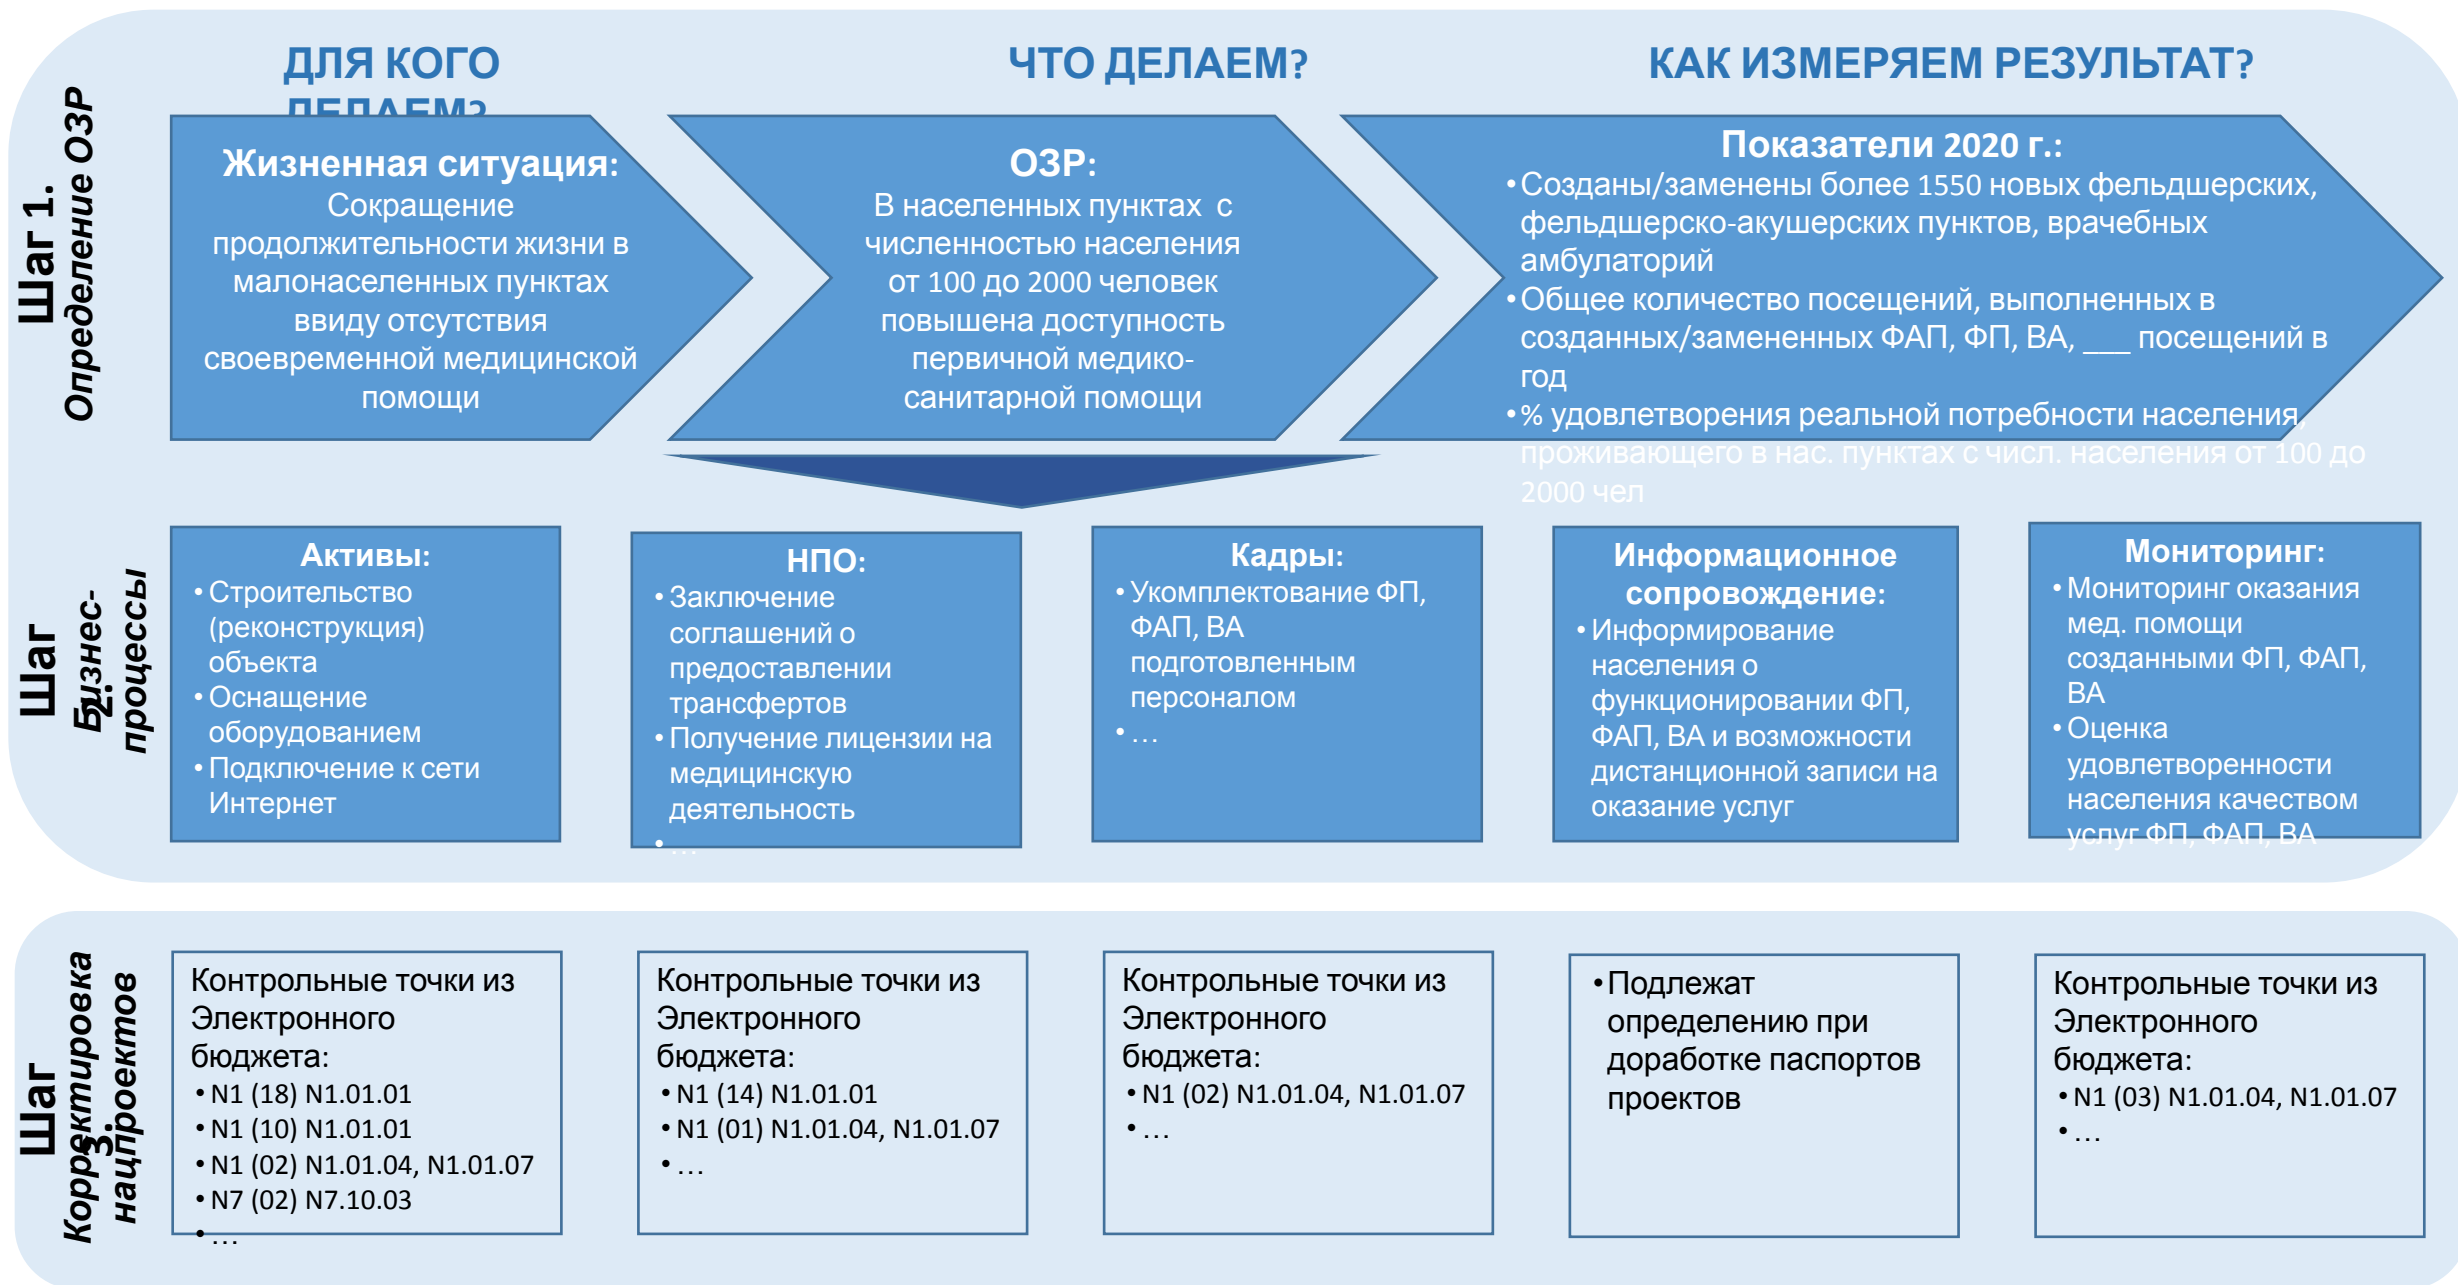 ДЛЯ КОГО
ДЕЛАЕМ?
ЧТО ДЕЛАЕМ?
КАК ИЗМЕРЯЕМ РЕЗУЛЬТАТ?
Шаг 1.
Определение ОЗР
Жизненная ситуация:
Сокращение
продолжительности жизни в
малонаселенных пунктах
ввиду отсутствия
своевременной медицинской
помощи
ОЗР:
В населенных пунктах с
численностью населения
от 100 до 2000 человек
повышена доступность
первичной медико-
санитарной помощи
Показатели 2020 г.:
•Созданы/заменены более 1550 новых фельдшерских,
фельдшерско-акушерских пунктов, врачебных
амбулаторий
•Общее количество посещений, выполненных в
созданных/замененных ФАП, ФП, ВА, ___ посещений в
год
•% удовлетворения реальной потребности населения,
проживающего в нас. пунктах с числ. населения от 100 до
2000 чел
Шаг
2.
Бизнес-
процессы
Активы:
• Строительство
(реконструкция)
объекта
• Оснащение
оборудованием
• Подключение к сети
Интернет
НПО:
• Заключение
соглашений о
предоставлении
трансфертов
• Получение лицензии на
медицинскую
деятельность
• …
Кадры:
• Укомплектование ФП,
ФАП, ВА
подготовленным
персоналом
• …
Информационное
сопровождение:
• Информирование
населения о
функционировании ФП,
ФАП, ВА и возможности
дистанционной записи на
оказание услуг
Мониторинг:
• Мониторинг оказания
мед. помощи
созданными ФП, ФАП,
ВА
• Оценка
удовлетворенности
населения качеством
услуг ФП, ФАП, ВА
Шаг
3.
Корректировка
нацпроектов
Контрольные точки из
Электронного
бюджета:
• N1 (18) N1.01.01
• N1 (10) N1.01.01
• N1 (02) N1.01.04, N1.01.07
• N7 (02) N7.10.03
• …
Контрольные точки из
Электронного
бюджета:
• N1 (14) N1.01.01
• N1 (01) N1.01.04, N1.01.07
• …
Контрольные точки из
Электронного
бюджета:
• N1 (02) N1.01.04, N1.01.07
• …
•Подлежат
определению при
доработке паспортов
проектов
Контрольные точки из
Электронного
бюджета:
• N1 (03) N1.01.04, N1.01.07
• …